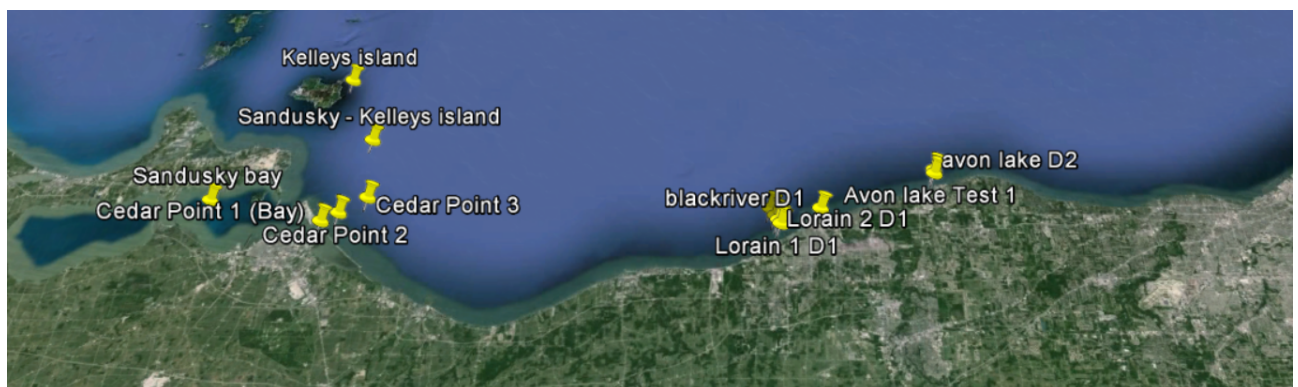 Kelleys island
Sandusky - Kelleys island
Sandusky bay
Cedar Point 1 (Bay)
Cedar Point 3
Cedar Point 2
avon lake D2
blackriver D1
Avon lake Test 1
Lorain 2 D1
Lorain 1 D1